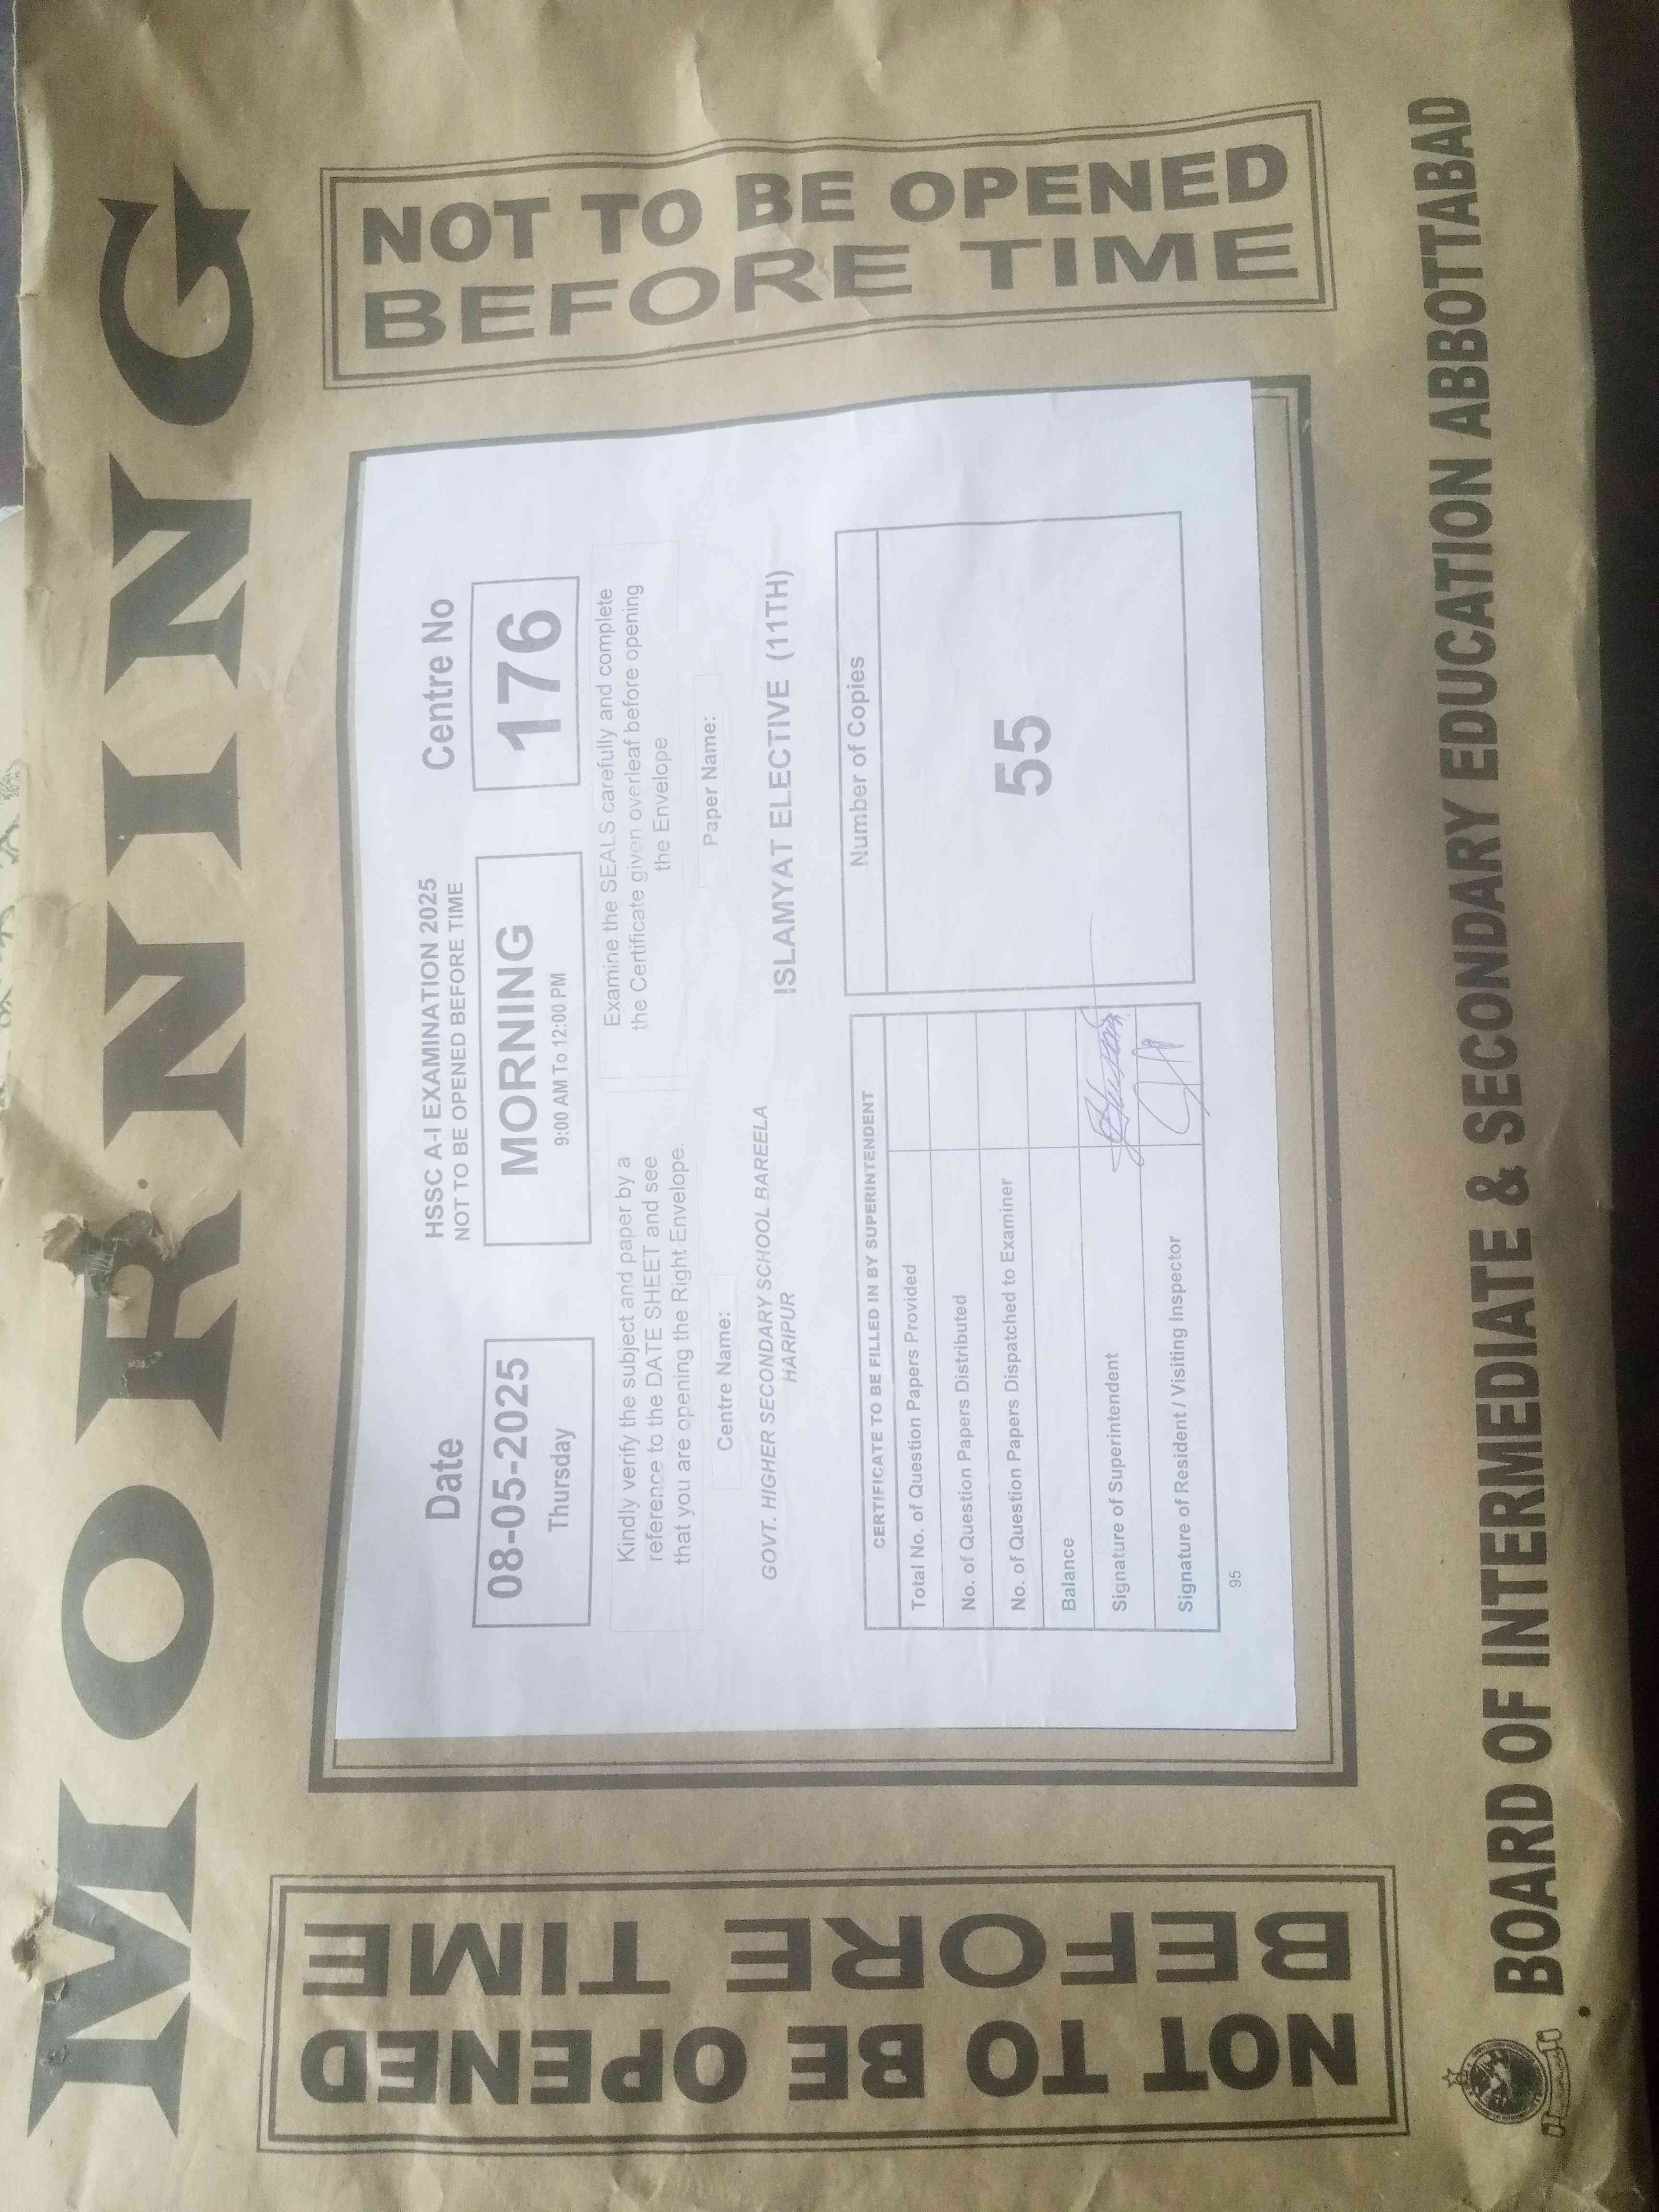 MORNING
NOT TO BE OPENED
BEFORE TIME
HSSC A-I EXAMINATION 2025
NOT TO BE OPENED BEFORE TIME
Date
08-05-2025
Thursday
MORNING
9:00 AM To 12:00 PM
Centre No
176
Kindly verify the subject and paper by a
reference to the DATE SHEET and see
that you are opening the Right Envelope.
Examine the SEALS carefully and complete
the Certificate given overleaf before opening
the Envelope
Centre Name:
GOVT. HIGHER SECONDARY SCHOOL BAREELA
HARIPUR
Paper Name:
ISLAMYAT ELECTIVE (11TH)
CERTIFICATE TO BE FILLED IN BY SUPERINTENDENT
Total No. of Question Papers Provided
No. of Question Papers Distributed
No. of Question Papers Dispatched to Examiner
Balance
Signature of Superintendent
Signature of Resident / Visiting Inspector
Number of Copies
55
95
NOT TO BE OPENED
BEFORE TIME
BOARD OF INTERMEDIATE & SECONDARY EDUCATION ABBOTTABAD